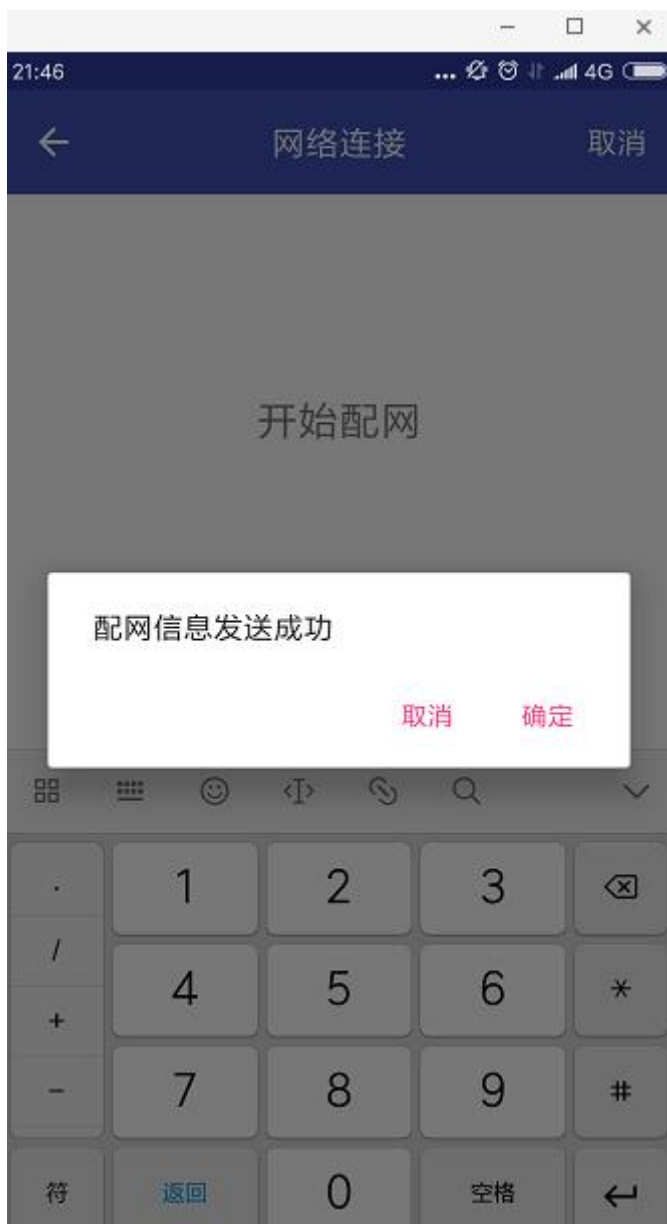 21:46
... 4G
网络连接
取消
开始配网
配网信息发送成功
取消 确定
. 1 2 3
/
4 5 6 *
+
- 7 8 9 #
符 返回 0 空格